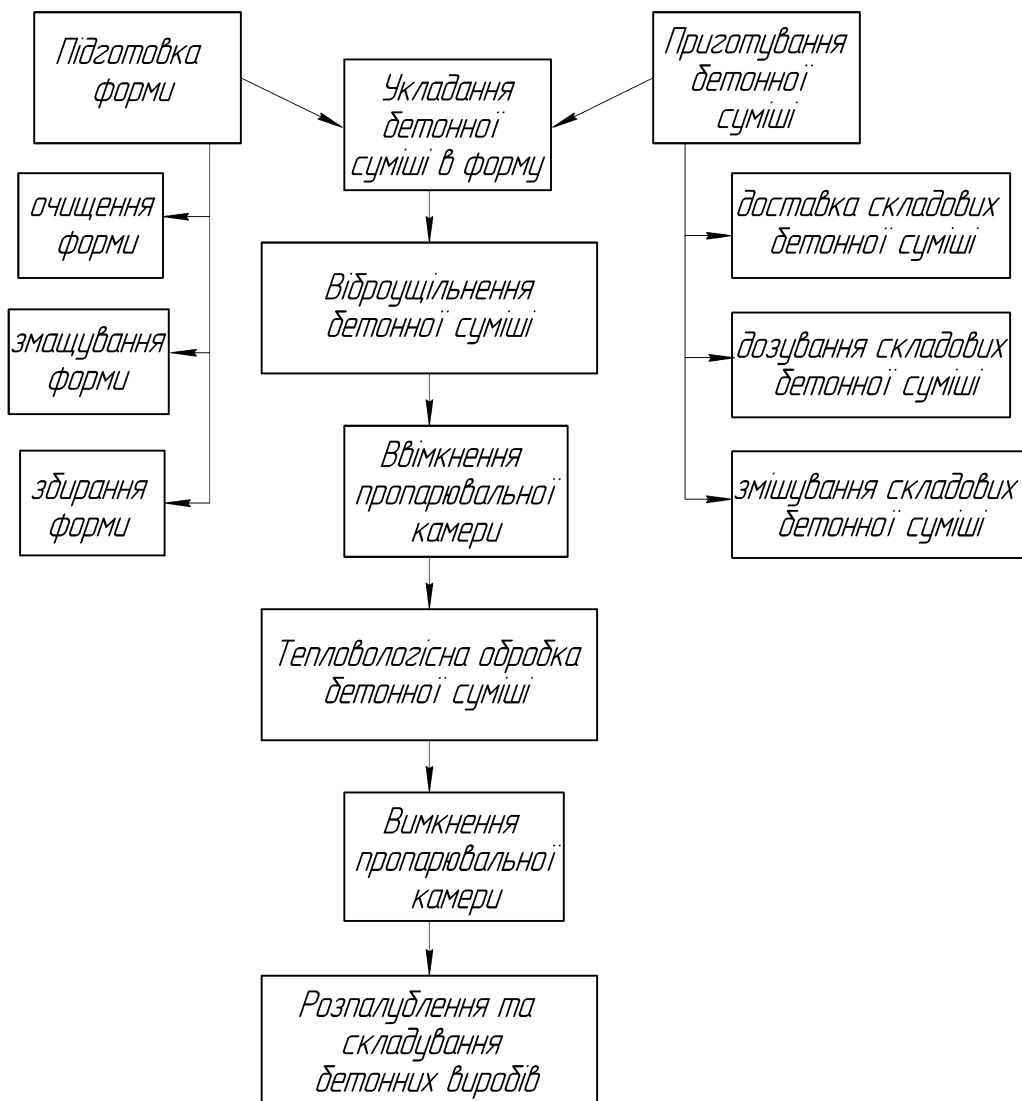 Підготовка
форми
Укладання
бетонної
суміші в форму
Приготування
бетонної
суміші
очищення
форми
змащування
форми
збирання
форми
доставка складових
бетонної суміші
дозування складових
бетонної суміші
змішування складових
бетонної суміші
Віброущільнення
бетонної суміші
Ввімкнення
пропарювальної
камери
Тепловологісна обробка
бетонної суміші
Вимкнення
пропарювальної
камери
Розпалублення та
складування
бетонних виробів